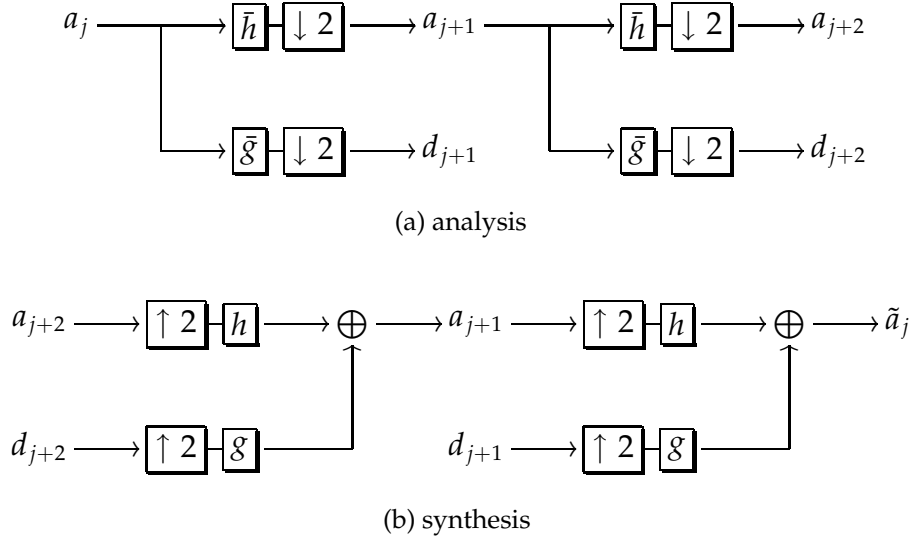 a_j h̄ ↓ 2 a_{j+1} h̄ ↓ 2 a_{j+2}
ḡ ↓ 2 d_{j+1} ḡ ↓ 2 d_{j+2}
(a) analysis
a_{j+2} ↑ 2 h ⊕ a_{j+1} ↑ 2 h ⊕ ã_j
d_{j+2} ↑ 2 g d_{j+1} ↑ 2 g
(b) synthesis